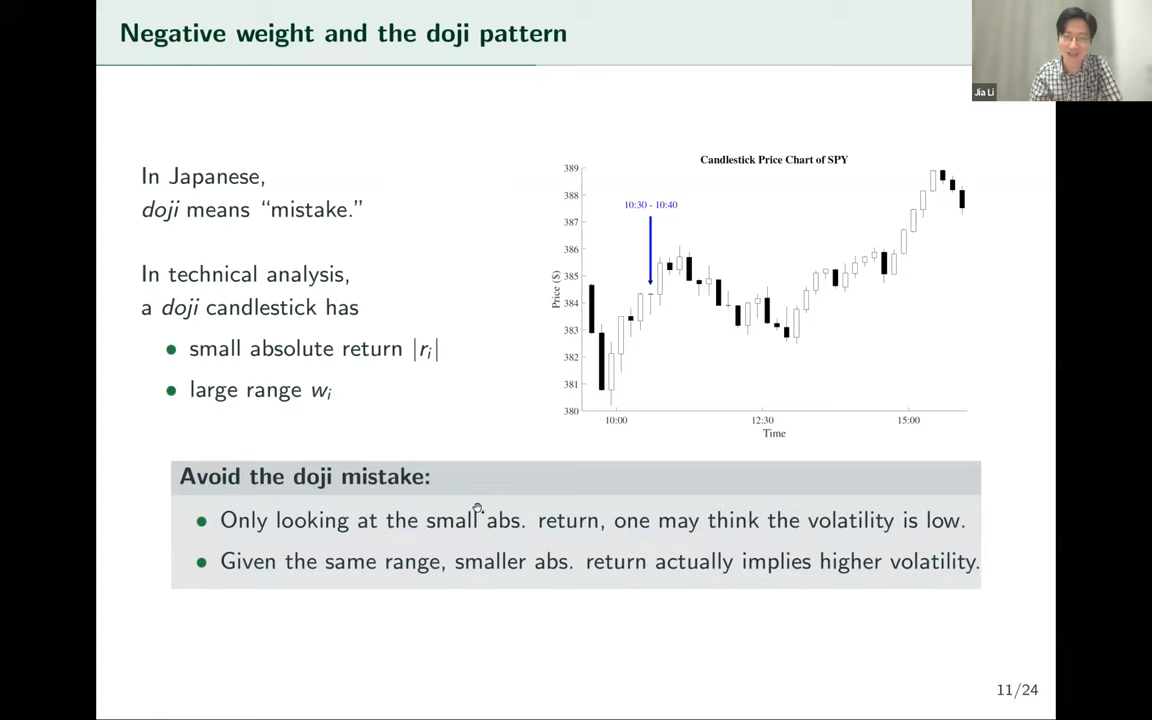 Negative weight and the doji pattern
Jia Li
In Japanese,
doji means “mistake.”
In technical analysis,
a doji candlestick has
• small absolute return |rᵢ|
• large range wᵢ
Candlestick Price Chart of SPY
389
388
387
386
385
384
383
382
381
380
Price ($)
10:30 - 10:40
10:00
12:30
15:00
Time
Avoid the doji mistake:
• Only looking at the small abs. return, one may think the volatility is low.
• Given the same range, smaller abs. return actually implies higher volatility.
11/24